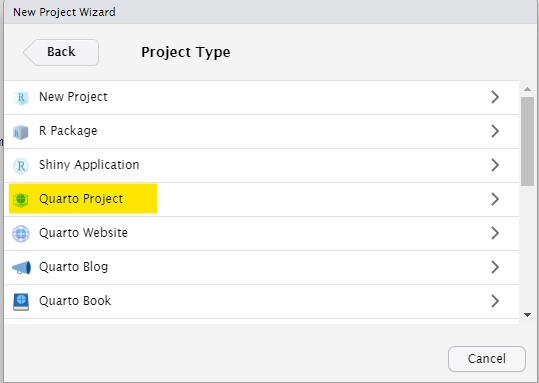 New Project Wizard
Back
Project Type
R
New Project
R Package
R
Shiny Application
Quarto Project
Quarto Website
Quarto Blog
Quarto Book
Cancel